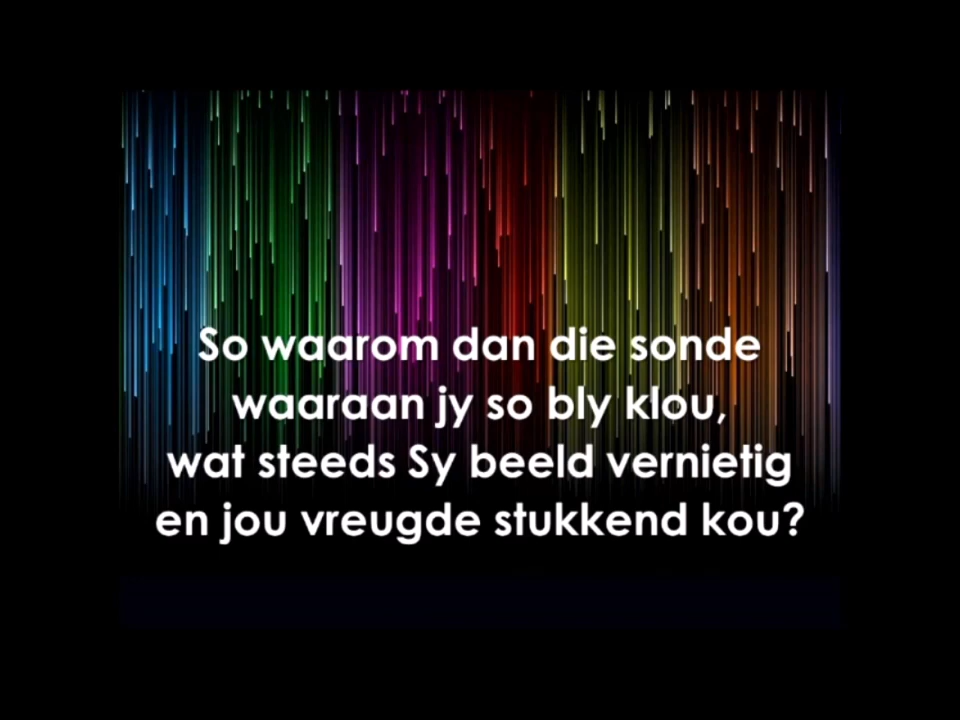 So waarom dan die sonde
waaraan jy so bly klou,
wat steeds Sy beeld vernietig
en jou vreugde stukkend kou?